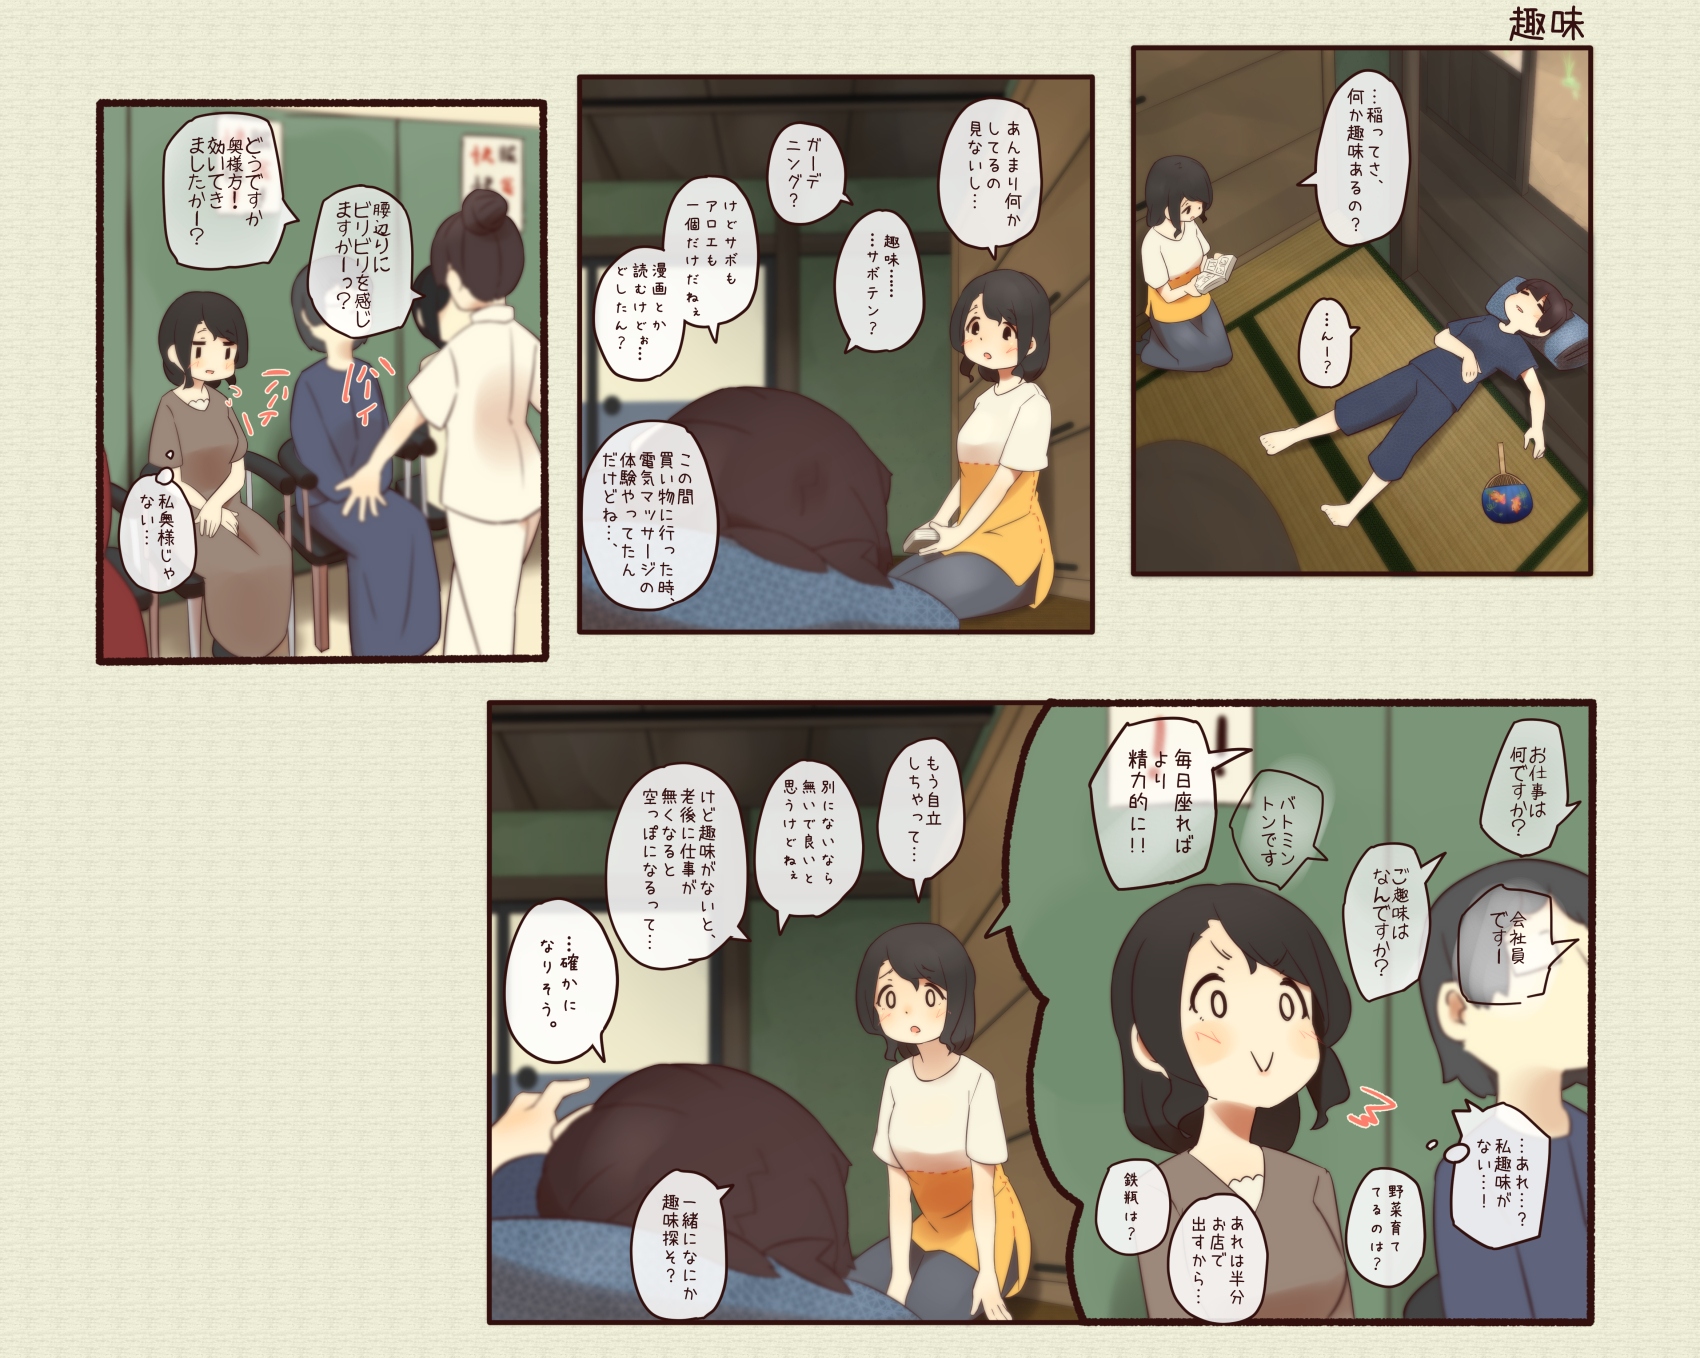 趣味
…稲ってさ、
何か趣味あるの？
…んー？
あんまり何か
してるの
見ないし…
趣味……
…サボテン？
ガーデ
ニング？
けどサボも
アロエも
一個だけだねぇ
漫画とか
読むけどぉ…
どしたん？
この間
買い物に行った時、
電気マッサージの
体験やってたん
だけどね…、
腰辺りに
ビリビリを感じ
ますかーっ？
どうですか
奥様方！
効いてき
ましたかー？
私奥様じゃ
ない…
お仕事は
何ですか？
会社員
ですー
ご趣味は
なんですか？
バトミン
トンです
毎日座れば
より
精力的に！！
…あれ…？
私趣味が
ない…！
野菜育て
てるのは？
あれは半分
お店で
出すから…
鉄瓶は？
もう自立
しちゃって…
別にないなら
無いで良いと
思うけどねぇ
けど趣味がないと、
老後に仕事が
無くなると
空っぽになるって…
…確かに
なりそう。
一緒になにか
趣味探そ？